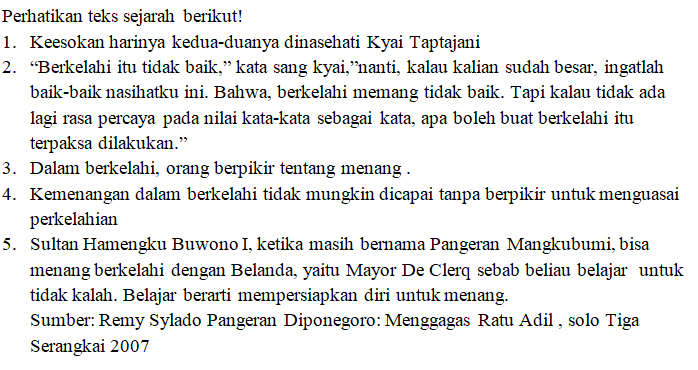 Perhatikan teks sejarah berikut!
1. Keesokan harinya kedua-duanya dinasehati Kyai Taptajani
2. “Berkelahi itu tidak baik,” kata sang kyai,”nanti, kalau kalian sudah besar, ingatlah
baik-baik nasihatku ini. Bahwa, berkelahi memang tidak baik. Tapi kalau tidak ada
lagi rasa percaya pada nilai kata-kata sebagai kata, apa boleh buat berkelahi itu
terpaksa dilakukan.”
3. Dalam berkelahi, orang berpikir tentang menang .
4. Kemenangan dalam berkelahi tidak mungkin dicapai tanpa berpikir untuk menguasai
perkelahian
5. Sultan Hamengku Buwono I, ketika masih bernama Pangeran Mangkubumi, bisa
menang berkelahi dengan Belanda, yaitu Mayor De Clerq sebab beliau belajar untuk
tidak kalah. Belajar berarti mempersiapkan diri untuk menang.
Sumber: Remy Sylado Pangeran Diponegoro: Menggagas Ratu Adil , solo Tiga
Serangkai 2007